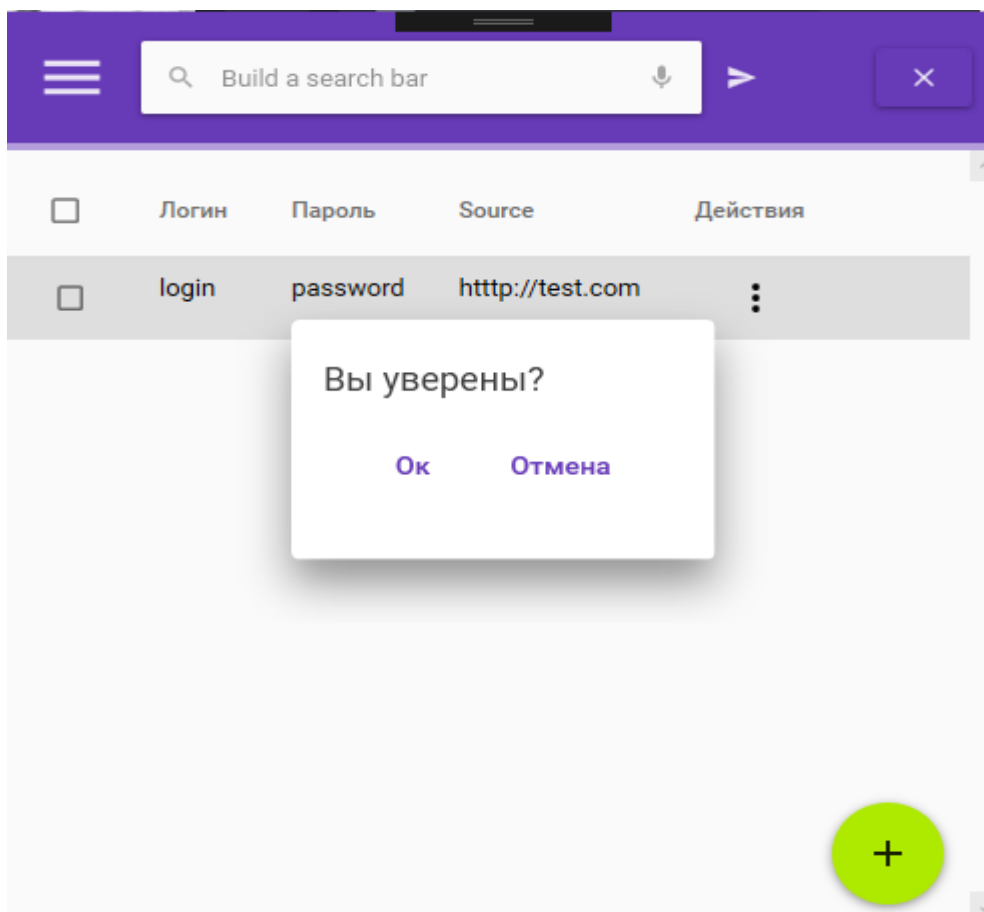 Build a search bar
Логин Пароль Source Действия
login password htttp://test.com
Вы уверены?
Ок Отмена